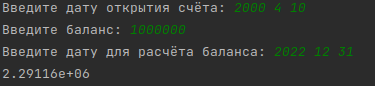 Введите дату открытия счёта: 2000 4 10
Введите баланс: 1000000
Введите дату для расчёта баланса: 2022 12 31
2.29116e+06